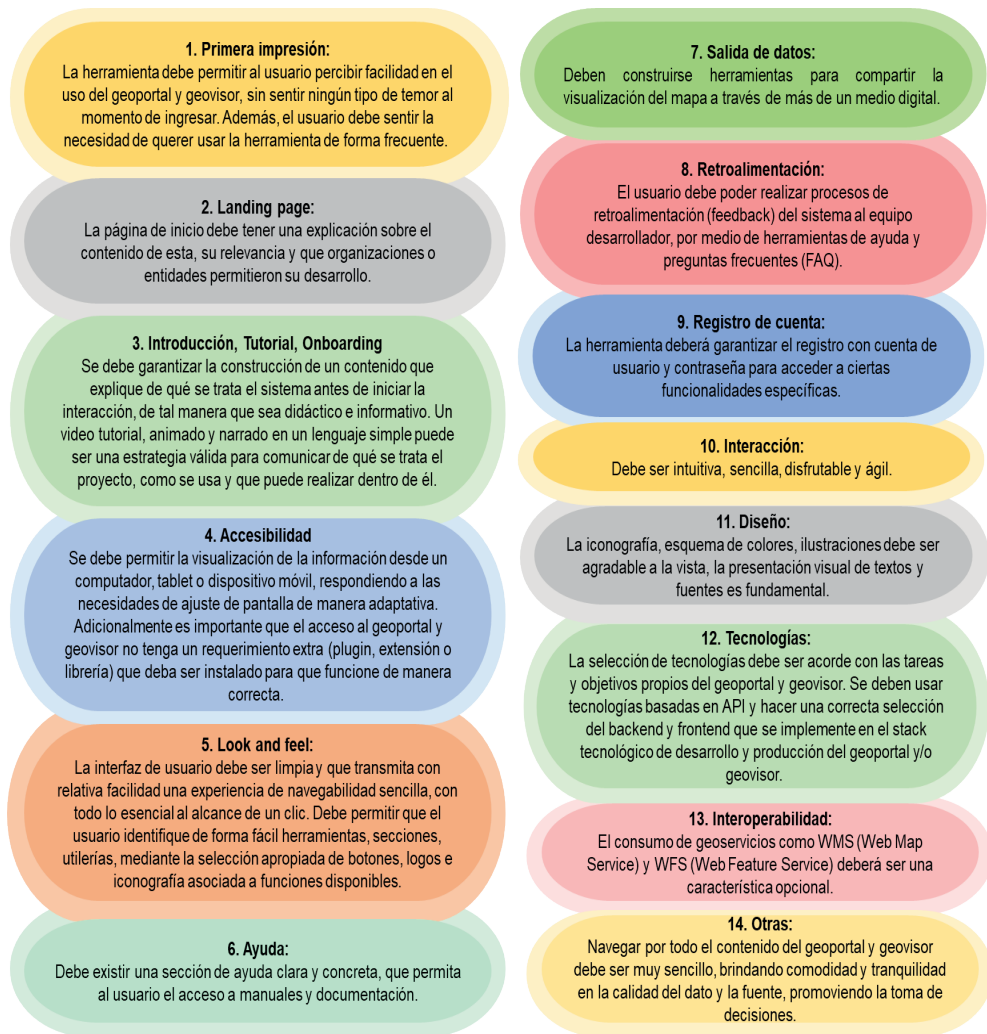 1. Primera impresión:
La herramienta debe permitir al usuario percibir facilidad en el
uso del geoportal y geovisor, sin sentir ningún tipo de temor al
momento de ingresar. Además, el usuario debe sentir la
necesidad de querer usar la herramienta de forma frecuente.
2. Landing page:
La página de inicio debe tener una explicación sobre el
contenido de esta, su relevancia y que organizaciones o
entidades permitieron su desarrollo.
3. Introducción, Tutorial, Onboarding
Se debe garantizar la construcción de un contenido que
explique de qué se trata el sistema antes de iniciar la
interacción, de tal manera que sea didáctico e informativo. Un
video tutorial, animado y narrado en un lenguaje simple puede
ser una estrategia válida para comunicar de qué se trata el
proyecto, como se usa y que puede realizar dentro de él.
4. Accesibilidad
Se debe permitir la visualización de la información desde un
computador, tablet o dispositivo móvil, respondiendo a las
necesidades de ajuste de pantalla de manera adaptativa.
Adicionalmente es importante que el acceso al geoportal y
geovisor no tenga un requerimiento extra (plugin, extensión o
librería) que deba ser instalado para que funcione de manera
correcta.
5. Look and feel:
La interfaz de usuario debe ser limpia y que transmita con
relativa facilidad una experiencia de navegabilidad sencilla, con
todo lo esencial al alcance de un clic. Debe permitir que el
usuario identifique de forma fácil herramientas, secciones,
utilerías, mediante la selección apropiada de botones, logos e
iconografía asociada a funciones disponibles.
6. Ayuda:
Debe existir una sección de ayuda clara y concreta, que permita
al usuario el acceso a manuales y documentación.
7. Salida de datos:
Deben construirse herramientas para compartir la
visualización del mapa a través de más de un medio digital.
8. Retroalimentación:
El usuario debe poder realizar procesos de
retroalimentación (feedback) del sistema al equipo
desarrollador, por medio de herramientas de ayuda y
preguntas frecuentes (FAQ).
9. Registro de cuenta:
La herramienta deberá garantizar el registro con cuenta de
usuario y contraseña para acceder a ciertas
funcionalidades específicas.
10. Interacción:
Debe ser intuitiva, sencilla, disfrutable y ágil.
11. Diseño:
La iconografía, esquema de colores, ilustraciones debe ser
agradable a la vista, la presentación visual de textos y
fuentes es fundamental.
12. Tecnologías:
La selección de tecnologías debe ser acorde con las tareas
y objetivos propios del geoportal y geovisor. Se deben usar
tecnologías basadas en API y hacer una correcta selección
del backend y frontend que se implemente en el stack
tecnológico de desarrollo y producción del geoportal y/o
geovisor.
13. Interoperabilidad:
El consumo de geoservicios como WMS (Web Map
Service) y WFS (Web Feature Service) deberá ser una
característica opcional.
14. Otras:
Navegar por todo el contenido del geoportal y geovisor
debe ser muy sencillo, brindando comodidad y tranquilidad
en la calidad del dato y la fuente, promoviendo la toma de
decisiones.